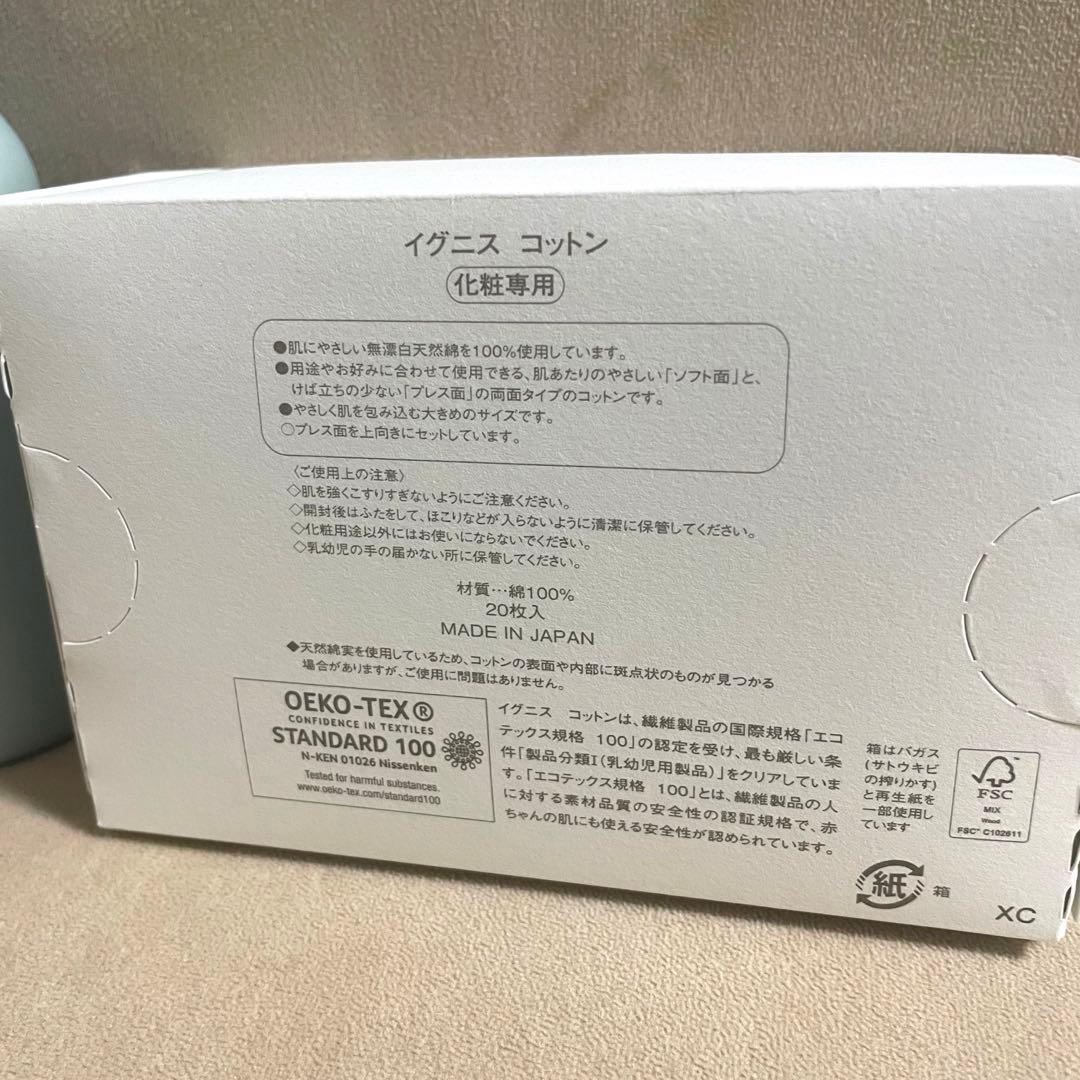 イグニス コットン
化粧専用
●肌にやさしい無漂白天然綿を100%使用しています。
●用途やお好みに合わせて使用できる、肌あたりのやさしい「ソフト面」と、
けば立ちの少ない「プレス面」の両面タイプのコットンです。
●やさしく肌を包み込む大きめのサイズです。
○プレス面を上向きにセットしています。
〈ご使用上の注意〉
◇肌を強くこすりすぎないようにご注意ください。
◇開封後はふたをして、ほこりなどが入らないように清潔に保管してください。
◇化粧用途以外にはお使いにならないでください。
◇乳幼児の手の届かない所に保管してください。
材質…綿100%
20枚入
MADE IN JAPAN
◆天然綿実を使用しているため、コットンの表面や内部に斑点状のものが見つかる
場合がありますが、ご使用に問題はありません。
OEKO-TEX®
CONFIDENCE IN TEXTILES
STANDARD 100
N-KEN 01026 Nissenken
Tested for harmful substances.
www.oeko-tex.com/standard100
イグニス コットンは、繊維製品の国際規格「エコ
テックス規格 100」の認定を受け、最も厳しい条
件「製品分類I(乳幼児用製品)」をクリアしていま
す。「エコテックス規格 100」とは、繊維製品の人
に対する素材品質の安全性の認証規格で、赤
ちゃんの肌にも使える安全性が認められています。
箱はバガス
(サトウキビ
の搾りかす)
と再生紙を
一部使用し
ています
FSC
MIX
Wood
FSC™ C102611
紙 箱
XC